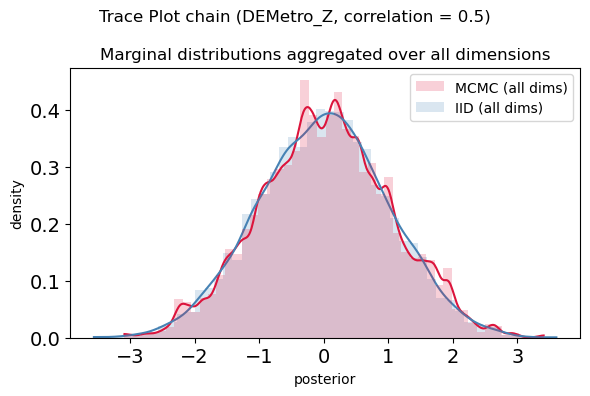 Trace Plot chain (DEMetro_Z, correlation = 0.5)
Marginal distributions aggregated over all dimensions
MCMC (all dims)
IID (all dims)
density
0.4
0.3
0.2
0.1
0.0
−3 −2 −1 0 1 2 3
posterior